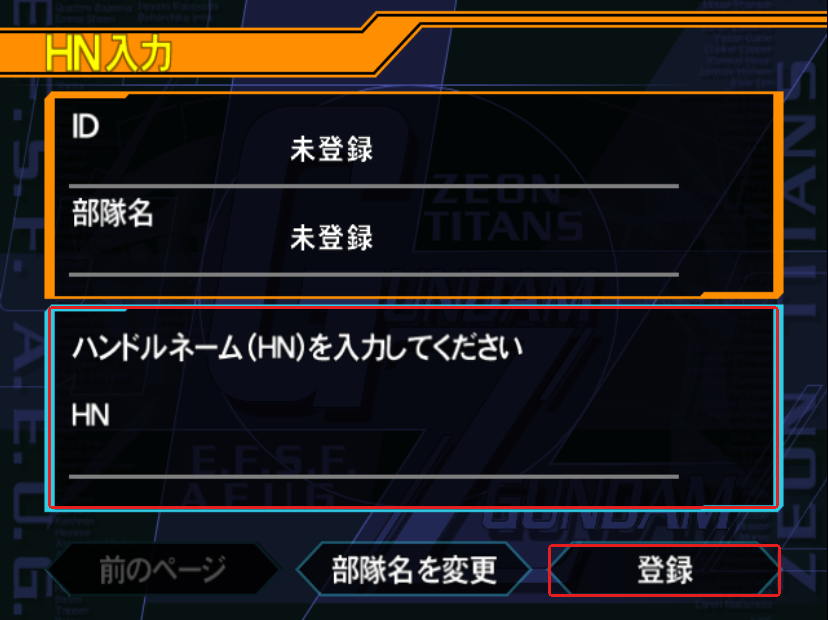 HN入力
ID
未登録
部隊名
未登録
ZEON
TITANS
GUNDAM
ハンドルネーム(HN)を入力してください
HN
E.F.S.F.
A.E.U.G.
GUNDAM
前のページ
部隊名を変更
登録